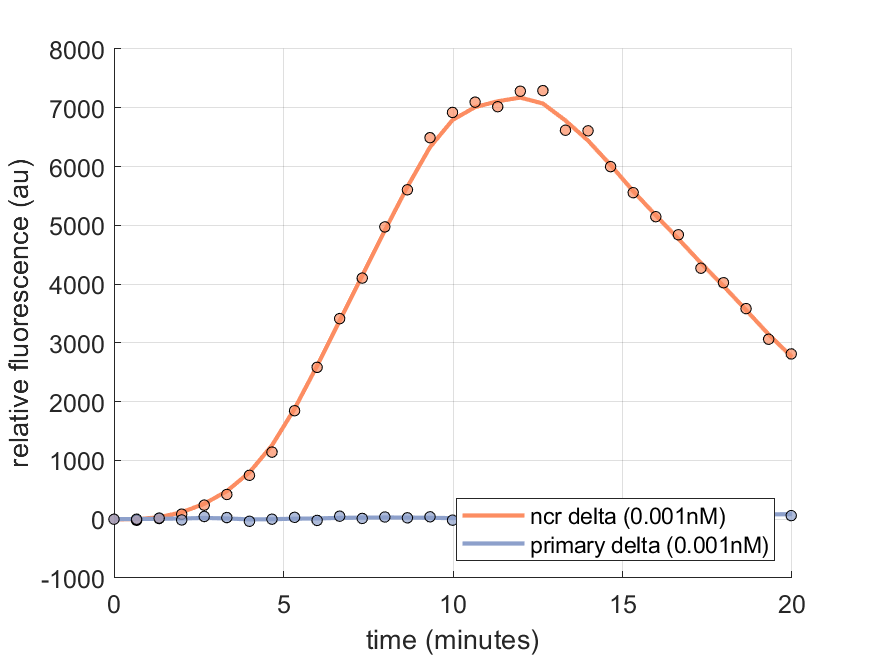 8000
7000
6000
5000
4000
3000
2000
1000
0
-1000
relative fluorescence (au)
ncr delta (0.001nM)
primary delta (0.001nM)
0 5 10 15 20
time (minutes)